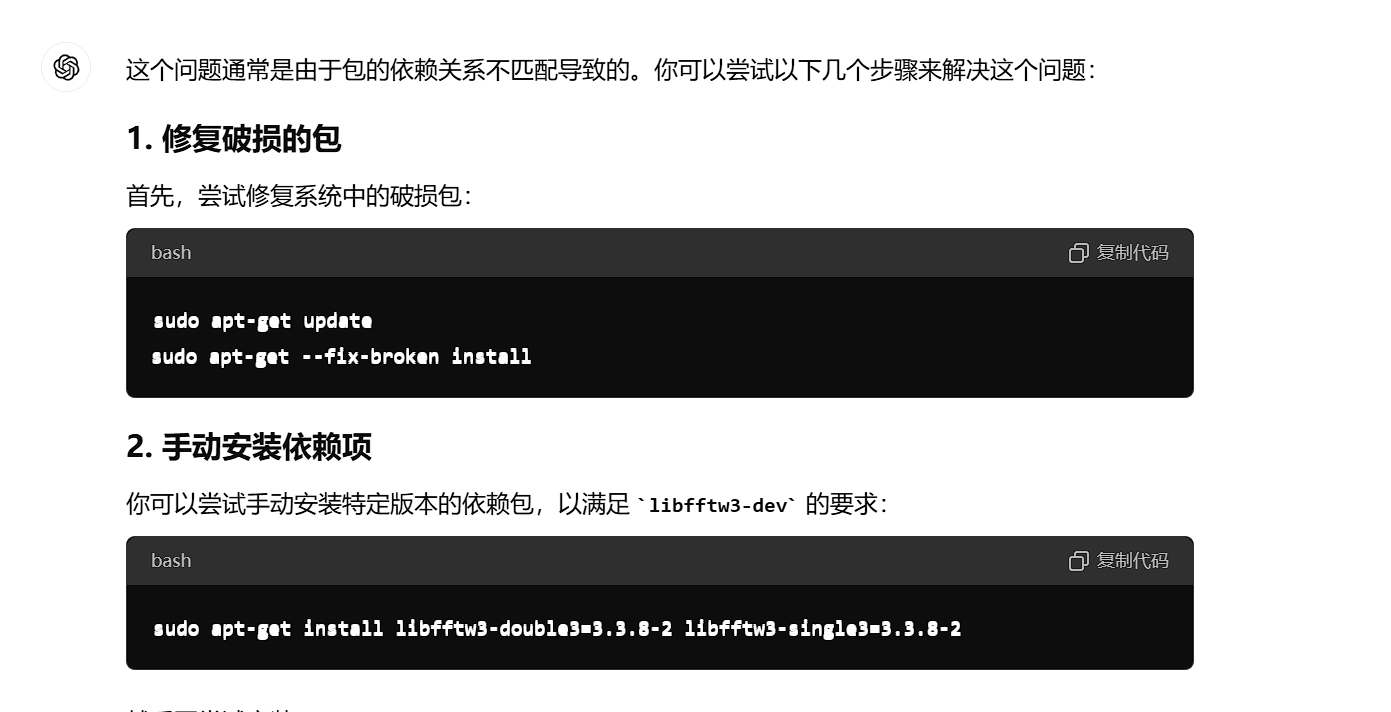 这个问题通常是由于包的依赖关系不匹配导致的。你可以尝试以下几个步骤来解决这个问题：
1. 修复破损的包
首先，尝试修复系统中的破损包：
bash
复制代码
sudo apt-get update
sudo apt-get --fix-broken install
2. 手动安装依赖项
你可以尝试手动安装特定版本的依赖包，以满足 `libfftw3-dev` 的要求：
bash
复制代码
sudo apt-get install libfftw3-double3=3.3.8-2 libfftw3-single3=3.3.8-2